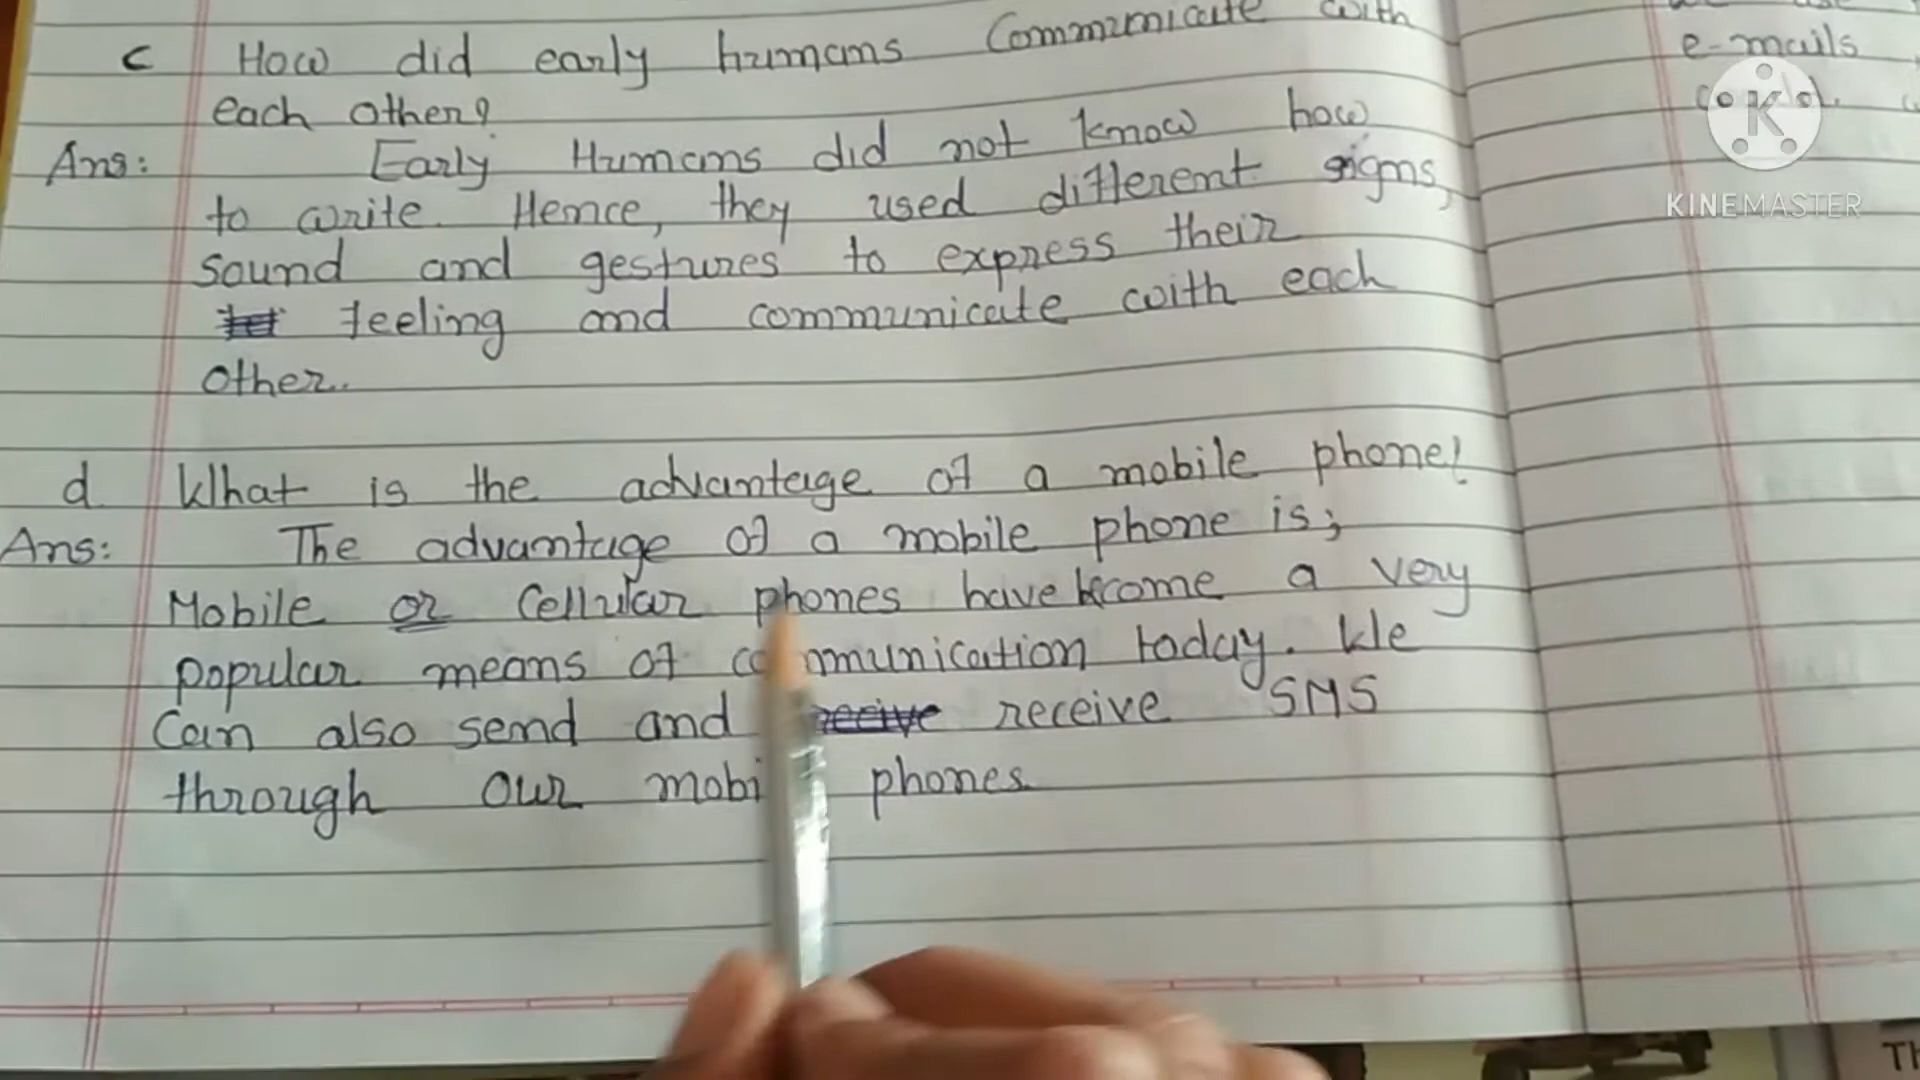 c How did early humans Communicate with
each other?
Ans: Early Humans did not know how
to write. Hence, they used different signs,
sound and gestures to express their
feeling and communicate with each
other.
d What is the advantage of a mobile phone?
Ans: The advantage of a mobile phone is;
Mobile or Cellular phones have become a very
popular means of communication today. We
Can also send and recive receive SMS
through our mobi phones.
e-mails
KINEMASTER
K
Th